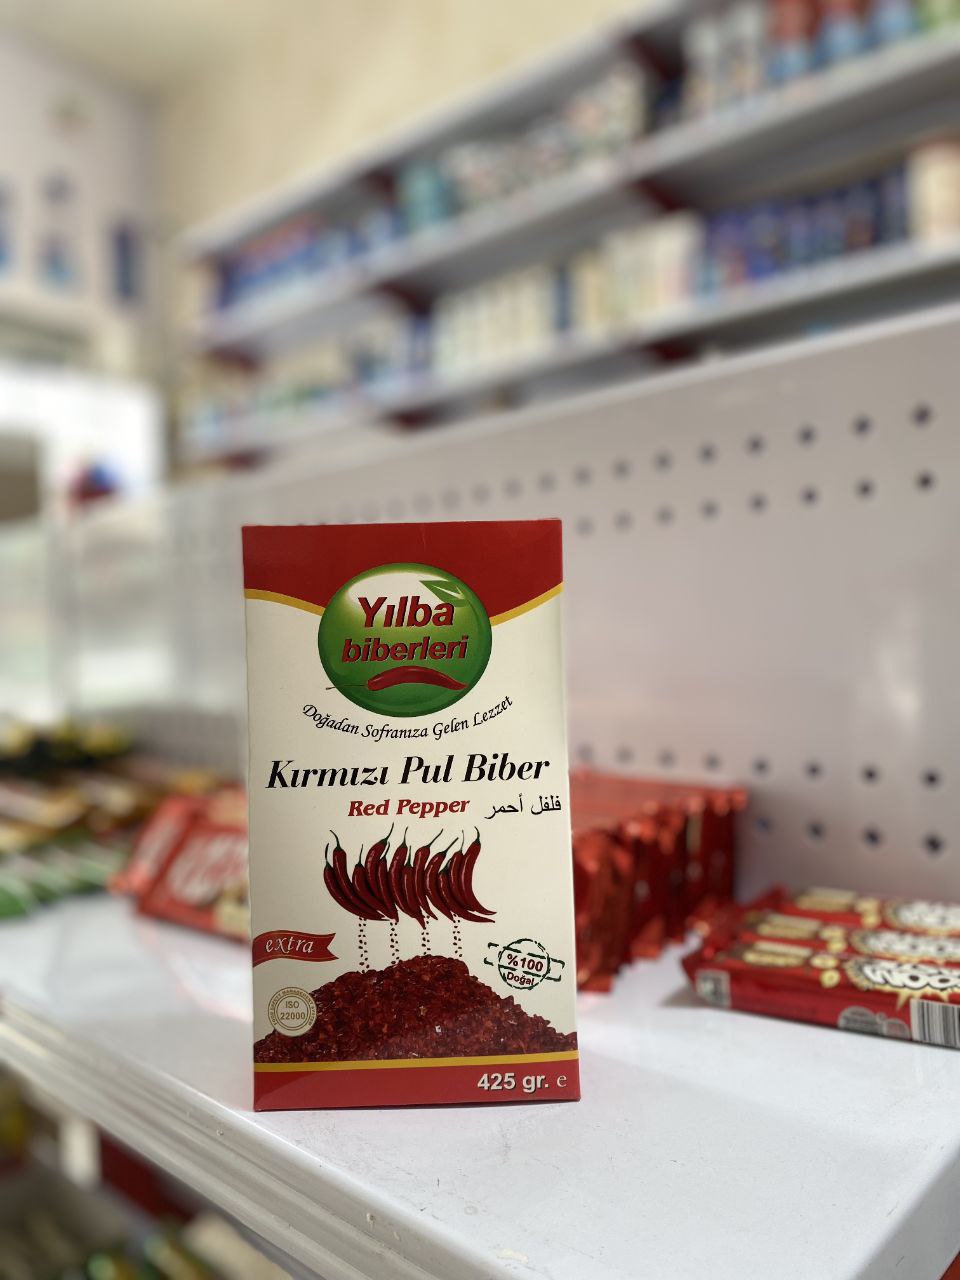 Yılba
biberleri
Doğadan Sofranıza Gelen Lezzet
Kırmızı Pul Biber
Red Pepper فلفل أحمر
extra
%100
Doğal
ISO
22000
425 gr. e